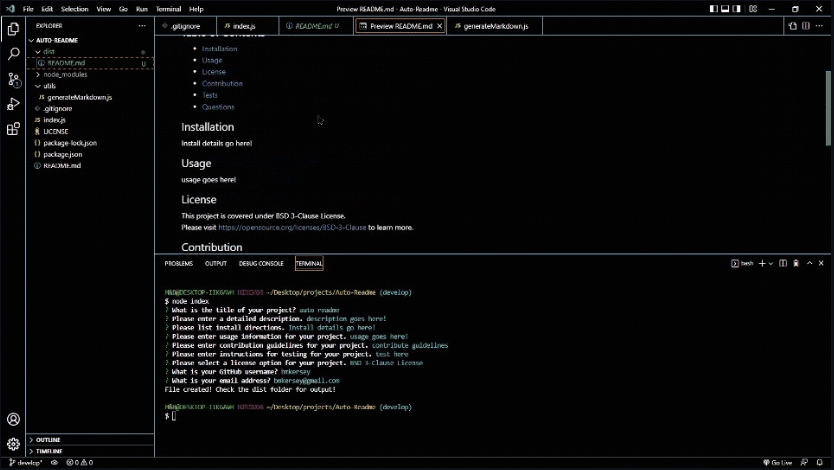 File Edit Selection View Go Run Terminal Help
Preview README.md - Auto-Readme - Visual Studio Code
EXPLORER
.gitignore
JS index.js
README.md U
Preview README.md
JS generateMarkdown.js
AUTO-README
dist
README.md U
node_modules
utils
JS generateMarkdown.js
.gitignore
JS index.js
LICENSE
package-lock.json
package.json
README.md
OUTLINE
TIMELINE
Table of Contents
Installation
Usage
License
Contribution
Tests
Questions
Installation
Install details go here!
Usage
usage goes here!
License
This project is covered under BSD 3-Clause License.
Please visit https://opensource.org/licenses/BSD-3-Clause to learn more.
Contribution
PROBLEMS OUTPUT DEBUG CONSOLE TERMINAL
bash
~/Desktop/projects/Auto-Readme (develop)
$ node index
? What is the title of your project? auto readme
? Please enter a detailed description. description goes here!
? Please list install directions. Install details go here!
? Please enter usage information for your project. usage goes here!
? Please enter contribution guidelines for your project. contribute guidelines
? Please enter instructions for testing for your project. test here
? Please select a license option for your project. BSD 3-Clause License
? What is your GitHub username? bmkersey
? What is your email address? bmkersey@gmail.com
File created! Check the dist folder for output!
~/Desktop/projects/Auto-Readme (develop)
$
develop* 0 0
Go Live